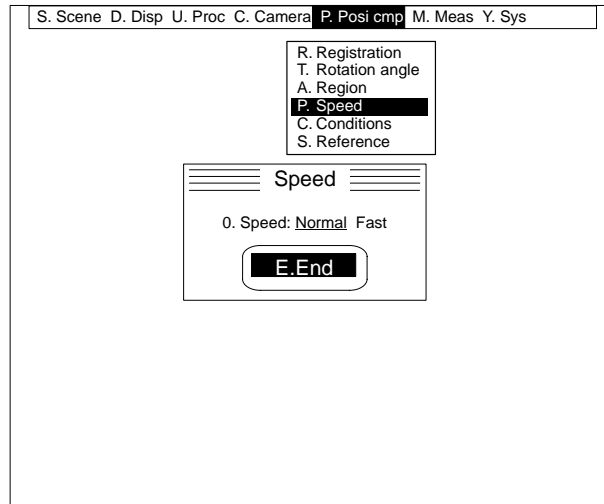 S. Scene D. Disp U. Proc C. Camera P. Posi cmp M. Meas Y. Sys
R. Registration
T. Rotation angle
A. Region
P. Speed
C. Conditions
S. Reference
Speed
0. Speed: Normal Fast
E.End